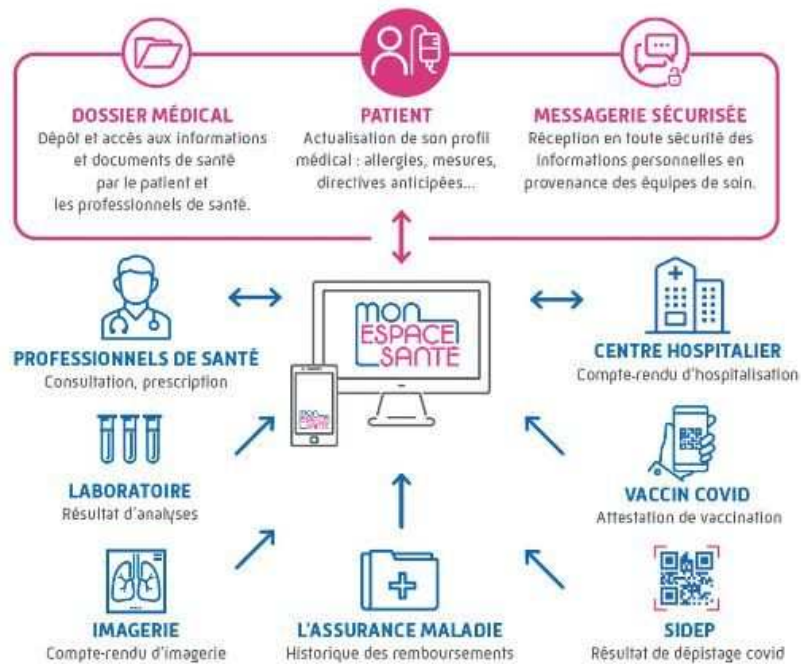 DOSSIER MÉDICAL
Dépôt et accès aux informations
et documents de santé
par le patient et
les professionnels de santé.
PATIENT
Actualisation de son profil
médical : allergies, mesures,
directives anticipées...
MESSAGERIE SÉCURISÉE
Réception en toute sécurité des
informations personnelles en
provenance des équipes de soin.
mon
ESPACE
SANTÉ
mon
ESPACE
SANTÉ
PROFESSIONNELS DE SANTÉ
Consultation, prescription
CENTRE HOSPITALIER
Compte-rendu d'hospitalisation
LABORATOIRE
Résultat d'analyses
VACCIN COVID
Attestation de vaccination
IMAGERIE
Compte-rendu d'imagerie
L'ASSURANCE MALADIE
Historique des remboursements
SIDEP
Résultat de dépistage covid